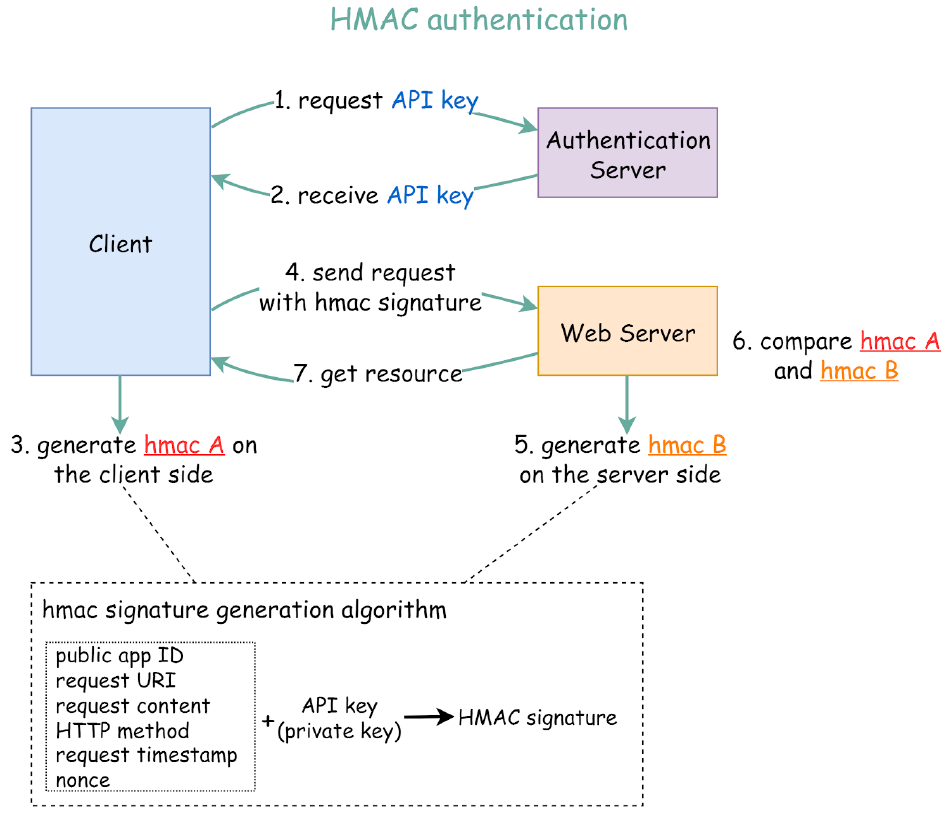 HMAC authentication
1. request API key
Authentication
Server
2. receive API key
Client
4. send request
with hmac signature
Web Server
6. compare hmac A
and hmac B
7. get resource
3. generate hmac A on
the client side
5. generate hmac B
on the server side
hmac signature generation algorithm
public app ID
request URI
request content
HTTP method
request timestamp
nonce
+
API key
(private key)
HMAC signature